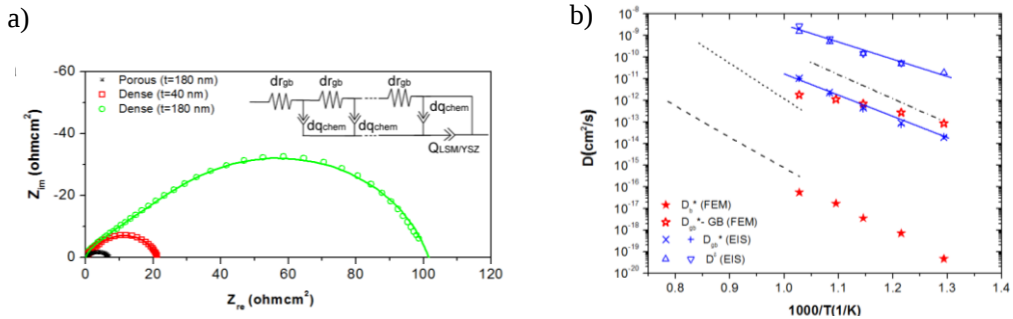 a)
-60
-40
-20
0
Z_im (ohmcm²)
Porous (t=180 nm)
Dense (t=40 nm)
Dense (t=180 nm)
dr_gb dr_gb dr_gb
dq_chem dq_chem dq_chem
Q_LSM/YSZ
0 20 40 60 80 100 120
Z_re (ohmcm²)
b)
10⁻⁸
10⁻⁹
10⁻¹⁰
10⁻¹¹
10⁻¹²
10⁻¹³
10⁻¹⁴
10⁻¹⁵
10⁻¹⁶
10⁻¹⁷
10⁻¹⁸
10⁻¹⁹
10⁻²⁰
D[cm²/s)
D_b* (FEM)
D_gb*- GB (FEM)
D_gb* (EIS)
D^δ (EIS)
0.8 0.9 1.0 1.1 1.2 1.3 1.4
1000/T(1/K)